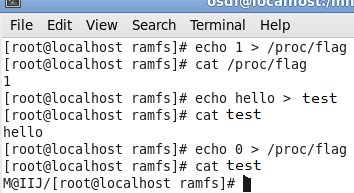 File Edit View Search Terminal Help
[root@localhost ramfs]# echo 1 > /proc/flag
[root@localhost ramfs]# cat /proc/flag
1
[root@localhost ramfs]# echo hello > test
[root@localhost ramfs]# cat test
hello
[root@localhost ramfs]# echo 0 > /proc/flag
[root@localhost ramfs]# cat test
M@IIJ/[root@localhost ramfs]#